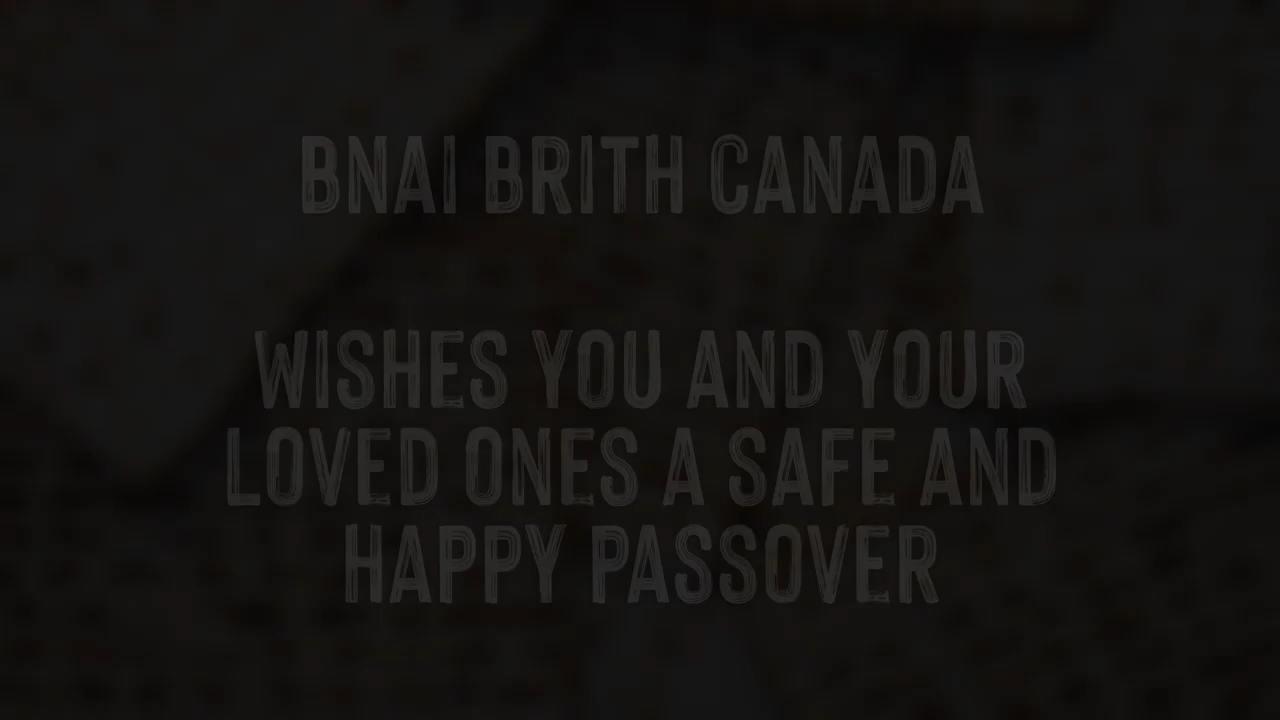 BNAI BRITH CANADA
WISHES YOU AND YOUR
LOVED ONES A SAFE AND
HAPPY PASSOVER